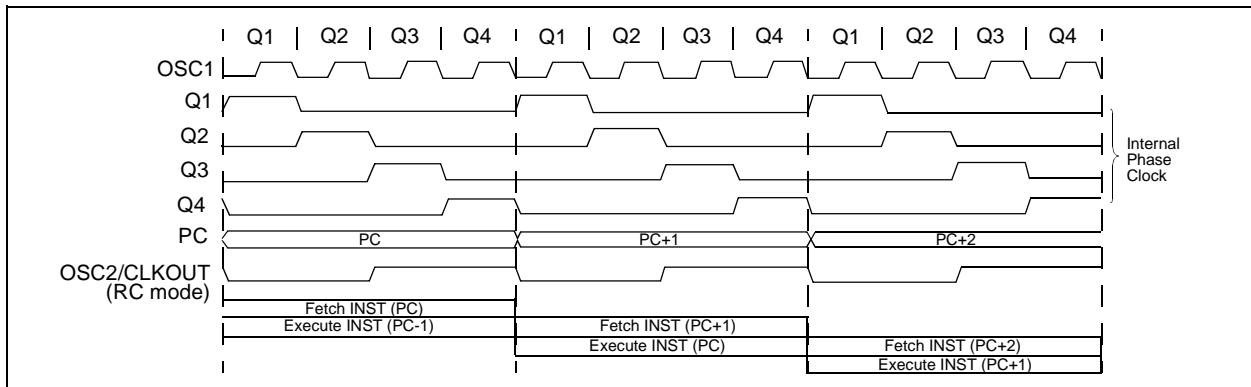 Q1 Q2 Q3 Q4 Q1 Q2 Q3 Q4 Q1 Q2 Q3 Q4
OSC1
Q1
Q2
Q3
Q4
Internal
Phase
Clock
PC PC PC+1 PC+2
OSC2/CLKOUT
(RC mode)
Fetch INST (PC)
Execute INST (PC-1) Fetch INST (PC+1)
Execute INST (PC) Fetch INST (PC+2)
Execute INST (PC+1)